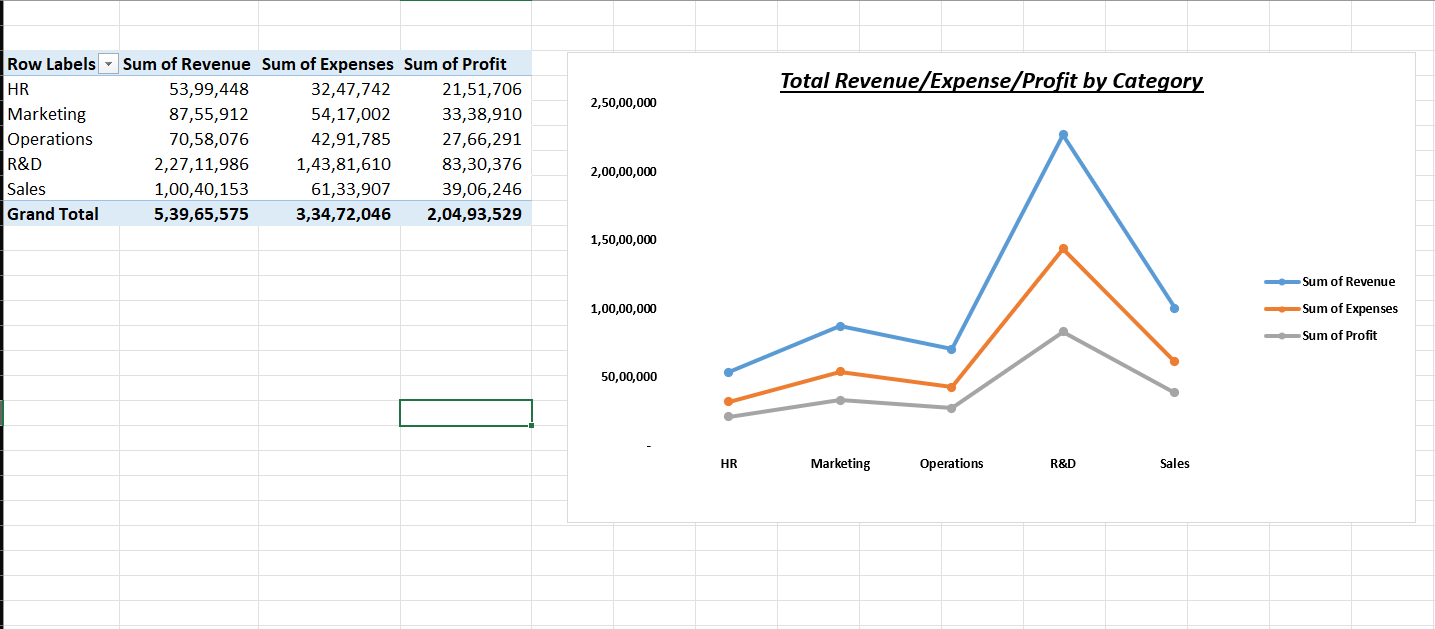 Row Labels Sum of Revenue Sum of Expenses Sum of Profit
HR 53,99,448 32,47,742 21,51,706
Marketing 87,55,912 54,17,002 33,38,910
Operations 70,58,076 42,91,785 27,66,291
R&D 2,27,11,986 1,43,81,610 83,30,376
Sales 1,00,40,153 61,33,907 39,06,246
Grand Total 5,39,65,575 3,34,72,046 2,04,93,529
Total Revenue/Expense/Profit by Category
2,50,00,000
2,00,00,000
1,50,00,000
1,00,00,000
50,00,000
-
HR Marketing Operations R&D Sales
Sum of Revenue
Sum of Expenses
Sum of Profit